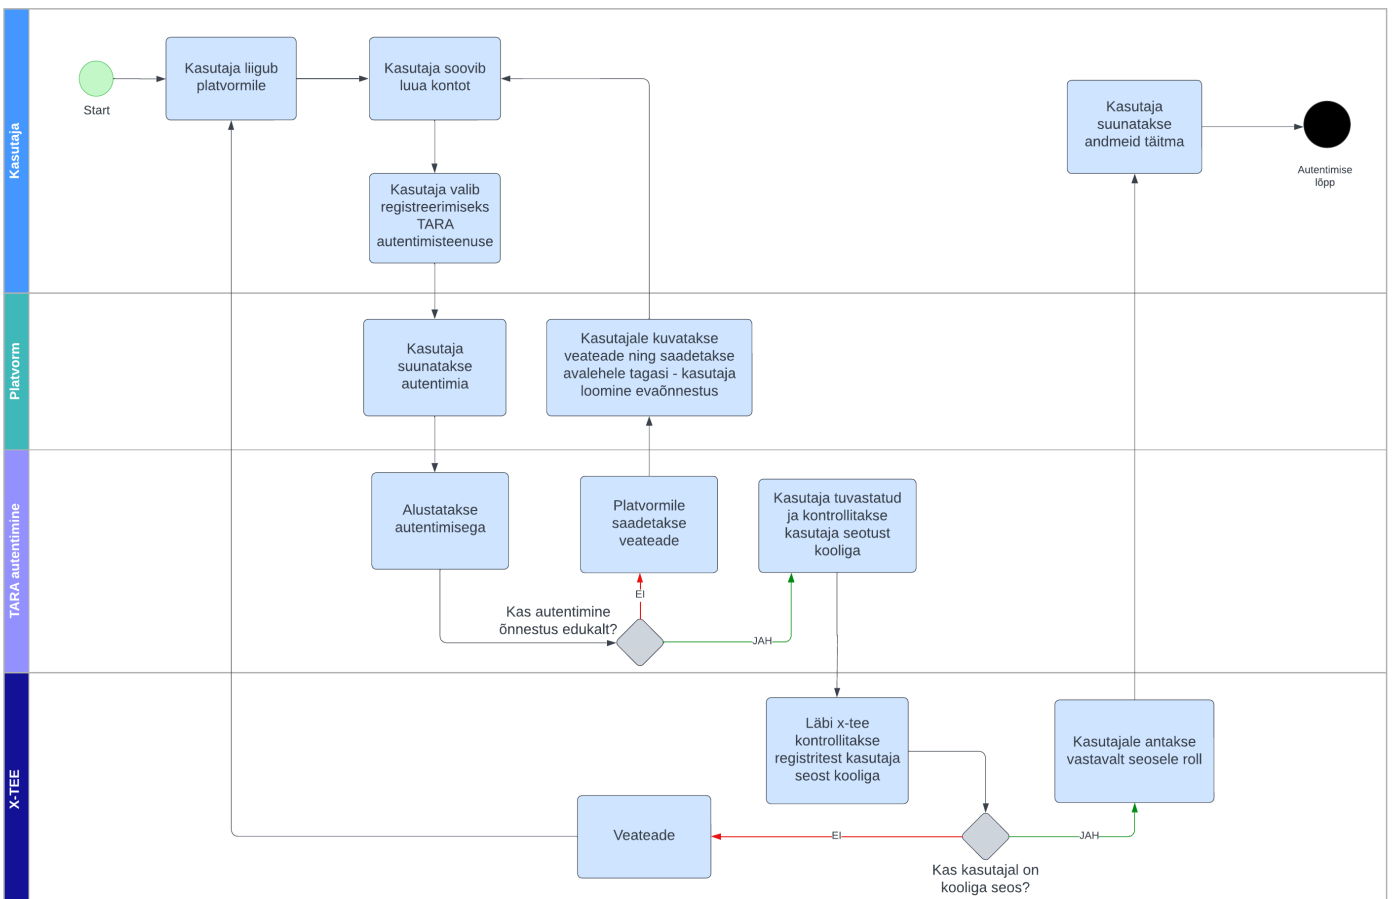 Kasutaja
Start
Kasutaja liigub
platvormile
Kasutaja soovib
luua kontot
Kasutaja valib
registreerimiseks
TARA
autentimisteenuse
Kasutaja
suunatakse
andmeid täitma
Autentimise
lõpp
Platvorm
Kasutaja
suunatakse
autentimia
Kasutajale kuvatakse
veateade ning saadetakse
avalehele tagasi - kasutaja
loomine evaõnnestus
TARA autentimine
Alustatakse
autentimisega
Platvormile
saadetakse
veateade
Kasutaja tuvastatud
ja kontrollitakse
kasutaja seotust
kooliga
EI
Kas autentimine
õnnestus edukalt?
JAH
X-TEE
Läbi x-tee
kontrollitakse
registritest kasutaja
seost kooliga
Kasutajale antakse
vastavalt seosele roll
Veateade
EI
JAH
Kas kasutajal on
kooliga seos?